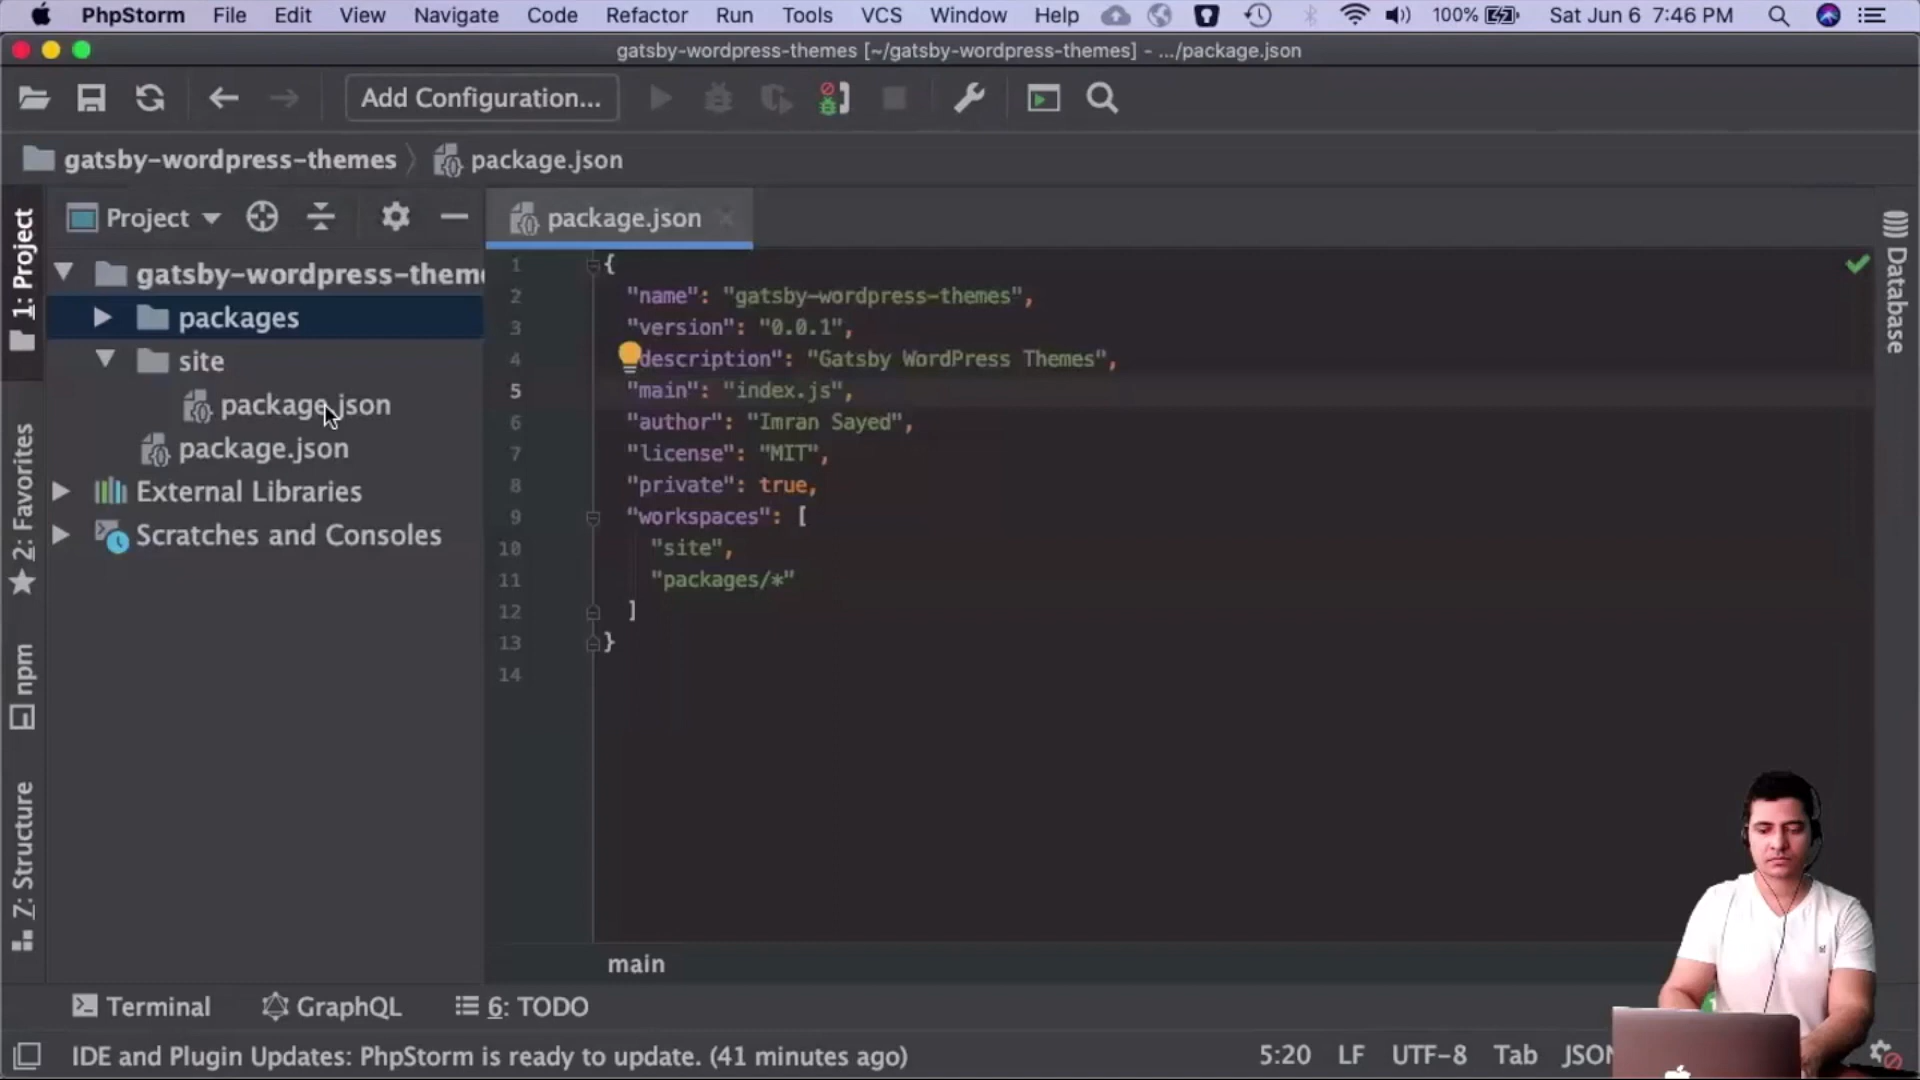 PhpStorm File Edit View Navigate Code Refactor Run Tools VCS Window Help 100% Sat Jun 6 7:46 PM
gatsby-wordpress-themes [~/gatsby-wordpress-themes] - .../package.json
Add Configuration...
gatsby-wordpress-themes package.json
1: Project
2: Favorites
npm
Z: Structure
Project
gatsby-wordpress-theme
packages
site
package.json
package.json
External Libraries
Scratches and Consoles
package.json
1 {
2 "name": "gatsby-wordpress-themes",
3 "version": "0.0.1",
4 description": "Gatsby WordPress Themes",
5 "main": "index.js",
6 "author": "Imran Sayed",
7 "license": "MIT",
8 "private": true,
9 "workspaces": [
10 "site",
11 "packages/*"
12 ]
13 }
14
Database
main
Terminal GraphQL 6: TODO
IDE and Plugin Updates: PhpStorm is ready to update. (41 minutes ago) 5:20 LF UTF-8 Tab JSON